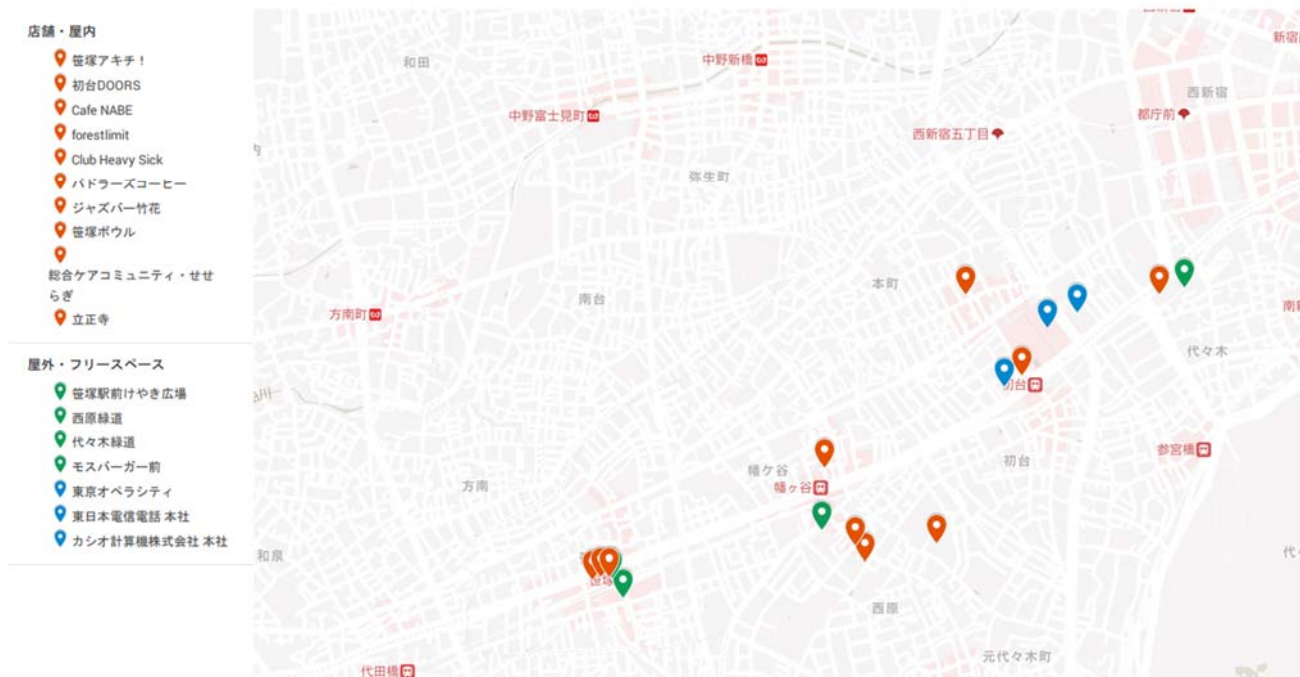 店舗・屋内
笹塚アキチ！
初台DOORS
Cafe NABE
forestlimit
Club Heavy Sick
パドラーズコーヒー
ジャズバー竹花
笹塚ボウル
総合ケアコミュニティ・せせ
らぎ
立正寺
屋外・フリースペース
笹塚駅前けやき広場
西原緑道
代々木緑道
モスバーガー前
東京オペラシティ
東日本電信電話 本社
カシオ計算機株式会社 本社
和田
中野新橋
西新宿
中野富士見町
都庁前
西新宿五丁目
弥生町
本町
南台
方南町
代々木
初台
参宮橋
初台
幡ケ谷
方南
幡ヶ谷
和泉
西原
元代々木町
代田橋